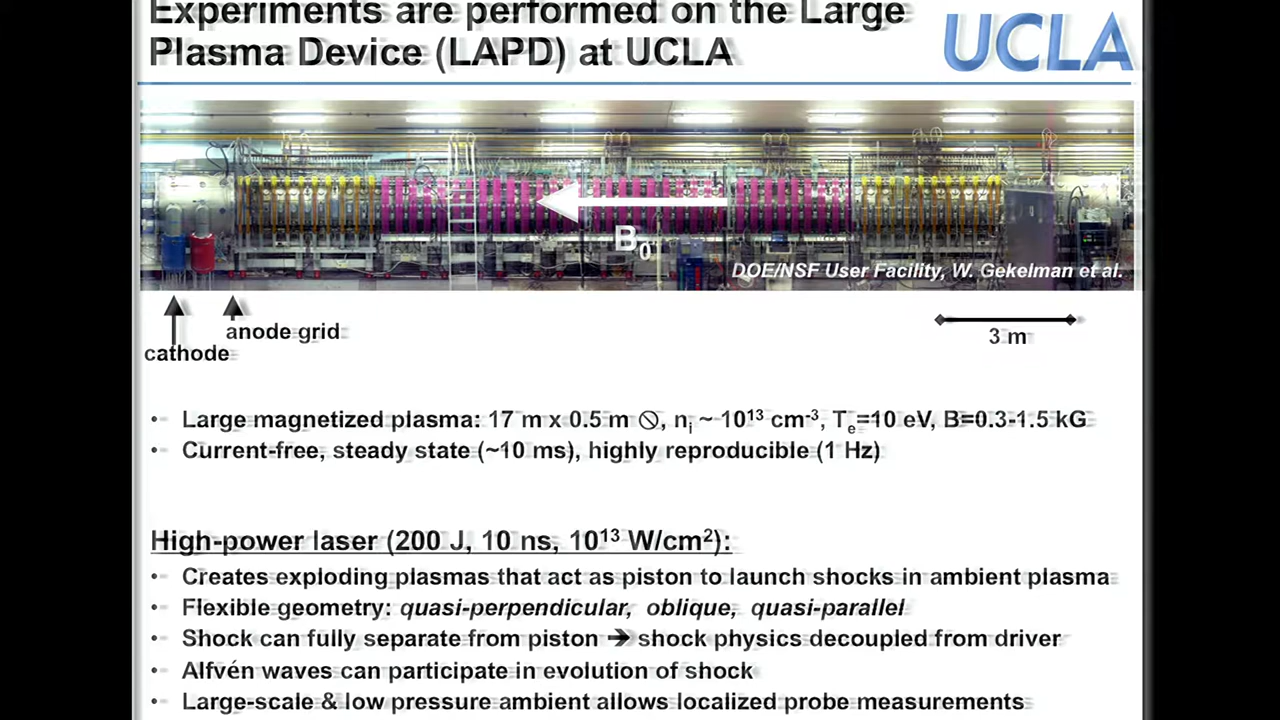 Experiments are performed on the Large
Plasma Device (LAPD) at UCLA
UCLA
B0
DOE/NSF User Facility, W. Gekelman et al.
anode grid
cathode
3 m
• Large magnetized plasma: 17 m x 0.5 m ⦰, ni ~ 10¹³ cm⁻³, Te=10 eV, B=0.3-1.5 kG
• Current-free, steady state (~10 ms), highly reproducible (1 Hz)
High-power laser (200 J, 10 ns, 10¹³ W/cm²):
• Creates exploding plasmas that act as piston to launch shocks in ambient plasma
• Flexible geometry: quasi-perpendicular, oblique, quasi-parallel
• Shock can fully separate from piston ➔ shock physics decoupled from driver
• Alfvén waves can participate in evolution of shock
• Large-scale & low pressure ambient allows localized probe measurements